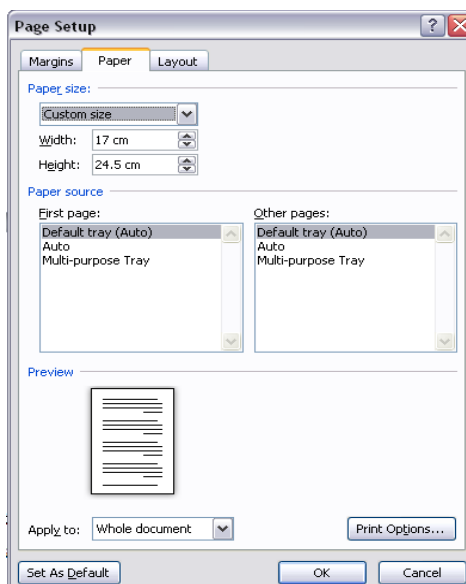 Page Setup
Margins Paper Layout
Paper size:
Custom size
Width: 17 cm
Height: 24.5 cm
Paper source
First page: Other pages:
Default tray (Auto) Default tray (Auto)
Auto Auto
Multi-purpose Tray Multi-purpose Tray
Preview
Apply to: Whole document Print Options...
Set As Default OK Cancel